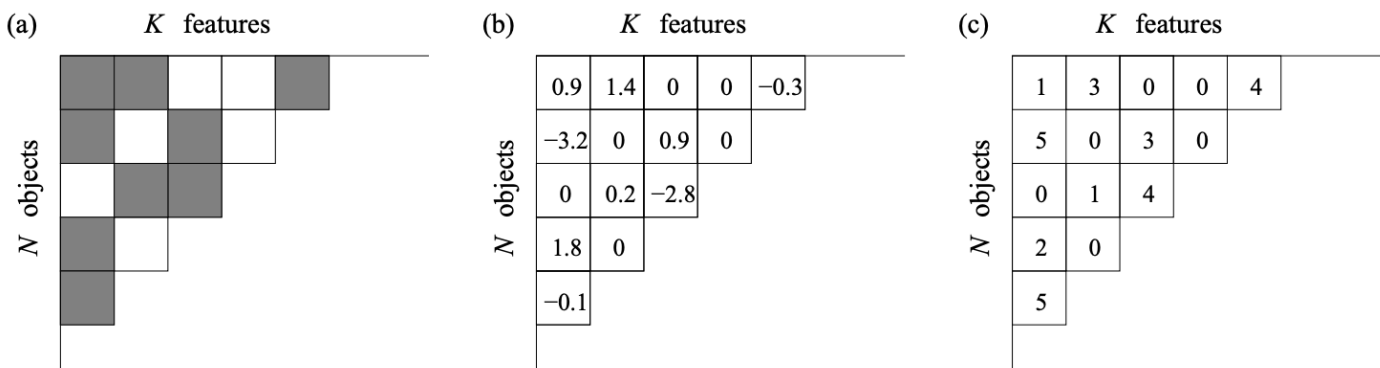 (a) K features
N objects
(b) K features
N objects
0.9 1.4 0 0 −0.3
−3.2 0 0.9 0
0 0.2 −2.8
1.8 0
−0.1
(c) K features
N objects
1 3 0 0 4
5 0 3 0
0 1 4
2 0
5